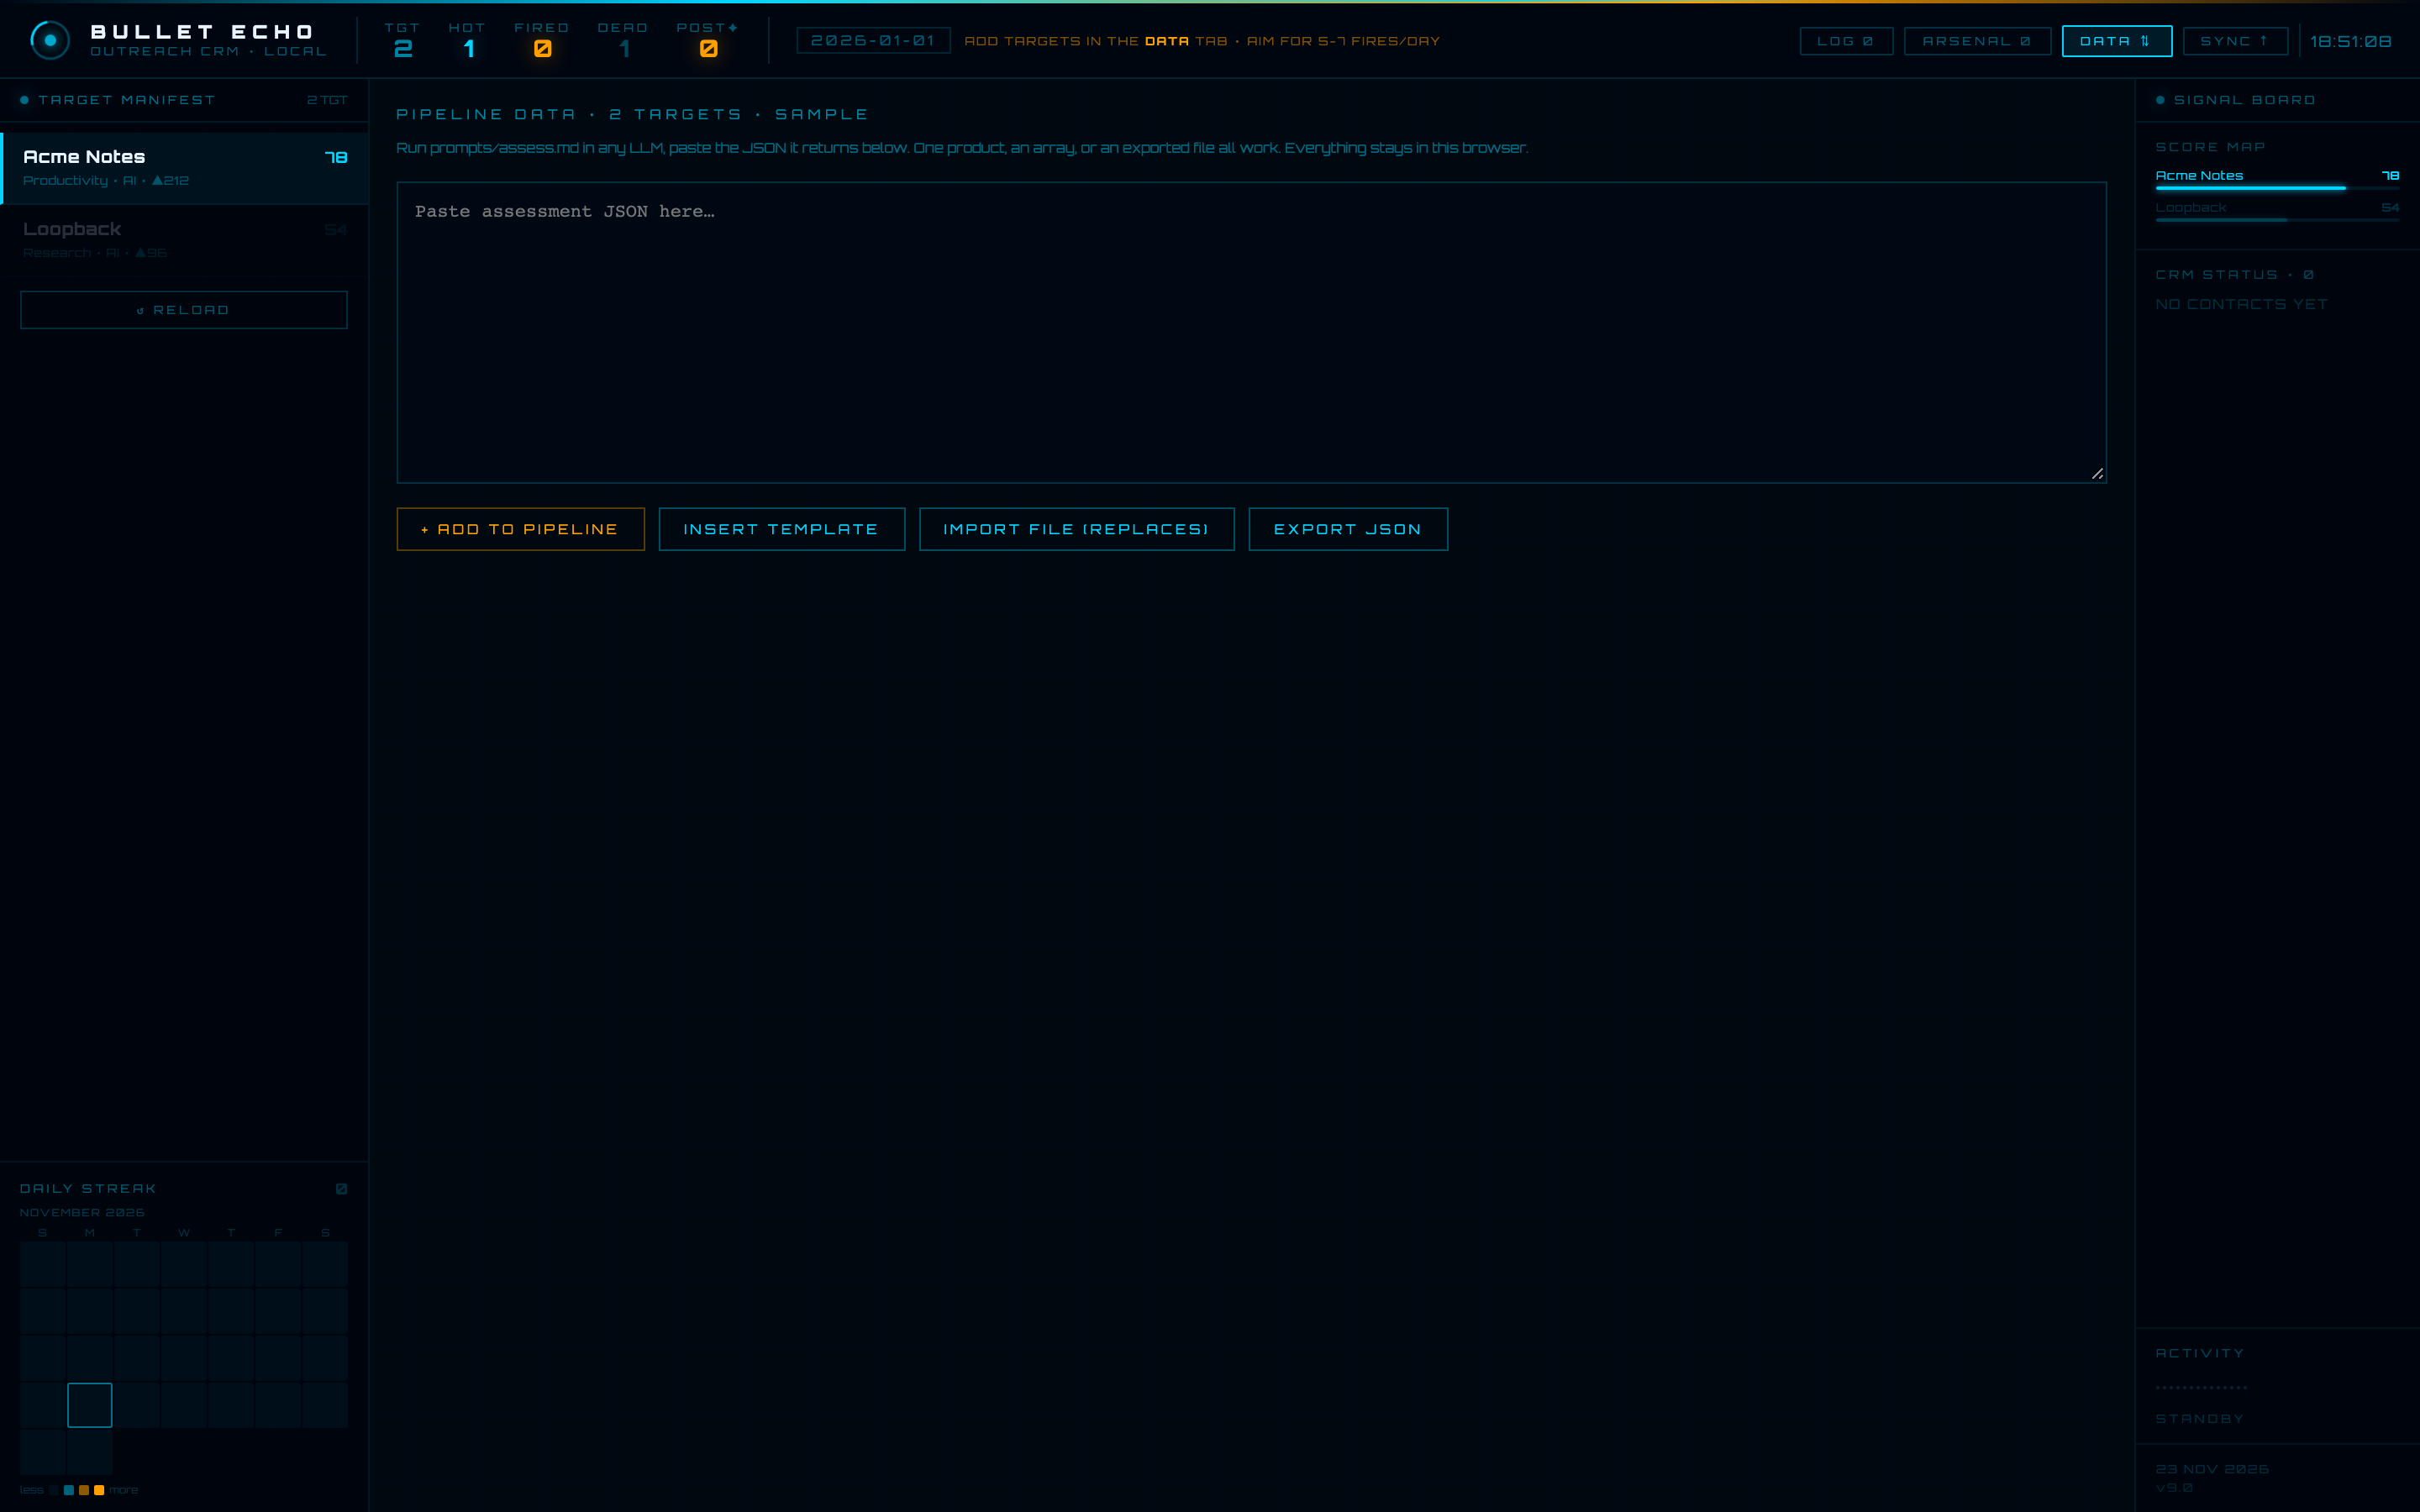 BULLET ECHO
OUTREACH CRM · LOCAL
TGT
2
HOT
1
FIRED
0
DEAD
1
POST✦
0
2026-01-01
ADD TARGETS IN THE DATA TAB · AIM FOR 5-7 FIRES/DAY
LOG 0
ARSENAL 0
DATA ⇅
SYNC ↑
18:51:08
TARGET MANIFEST
2 TGT
Acme Notes
78
Productivity · AI · ▲212
Loopback
54
Research · AI · ▲96
↺ RELOAD
DAILY STREAK
0
NOVEMBER 2026
S M T W T F S
less
more
PIPELINE DATA · 2 TARGETS · SAMPLE
Run prompts/assess.md in any LLM, paste the JSON it returns below. One product, an array, or an exported file all work. Everything stays in this browser.
Paste assessment JSON here…
+ ADD TO PIPELINE
INSERT TEMPLATE
IMPORT FILE (REPLACES)
EXPORT JSON
SIGNAL BOARD
SCORE MAP
Acme Notes
78
Loopback
54
CRM STATUS · 0
NO CONTACTS YET
ACTIVITY
STANDBY
23 NOV 2026
v9.0